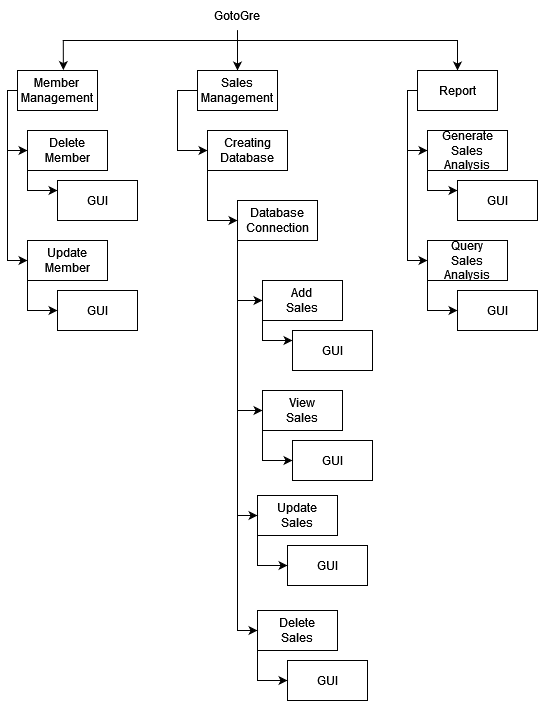 GotoGre
Member
Management
Sales
Management
Report
Delete
Member
GUI
Update
Member
GUI
Creating
Database
Database
Connection
Add
Sales
GUI
View
Sales
GUI
Update
Sales
GUI
Delete
Sales
GUI
Generate
Sales
Analysis
GUI
Query
Sales
Analysis
GUI